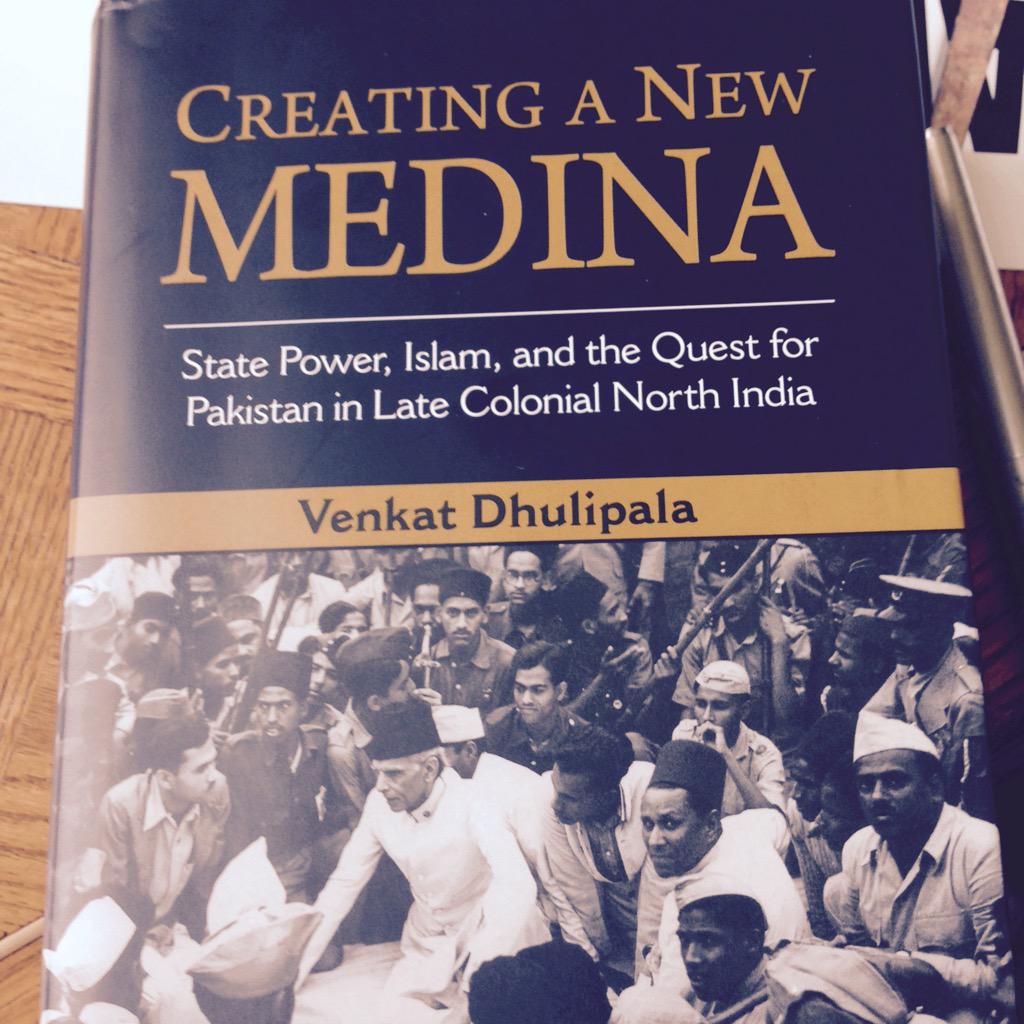 CREATING A NEW
MEDINA
State Power, Islam, and the Quest for
Pakistan in Late Colonial North India
Venkat Dhulipala